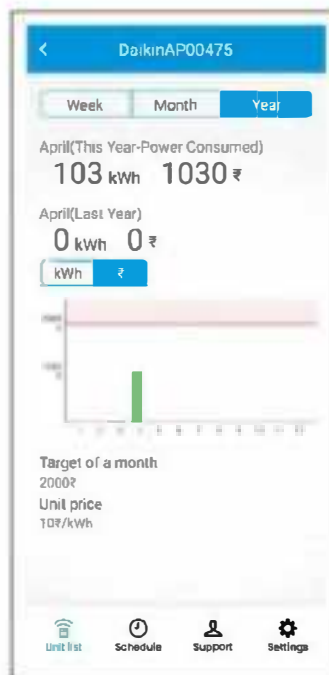 DaikinAP00475
Week Month Year
April(This Year-Power Consumed)
103 kWh 1030 ₹
April(Last Year)
0 kWh 0 ₹
kWh ₹
Target of a month
2000₹
Unit price
10₹/kWh
Unit list Schedule Support Settings